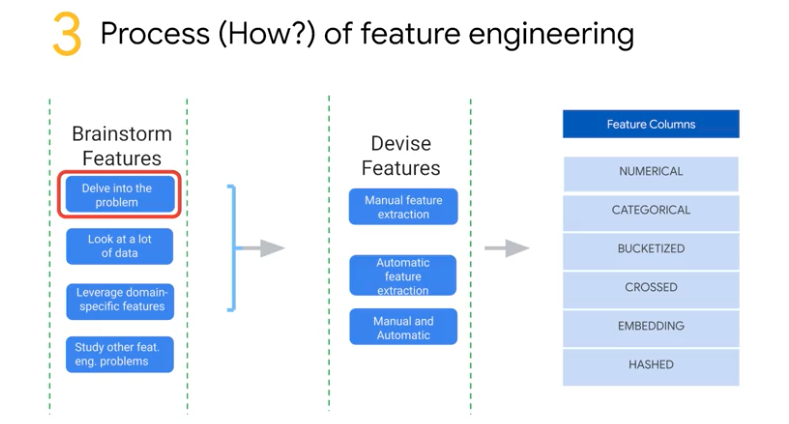 3 Process (How?) of feature engineering
Brainstorm
Features
Delve into the
problem
Look at a lot
of data
Leverage domain-
specific features
Study other feat.
eng. problems
Devise
Features
Manual feature
extraction
Automatic
feature
extraction
Manual and
Automatic
Feature Columns
NUMERICAL
CATEGORICAL
BUCKETIZED
CROSSED
EMBEDDING
HASHED